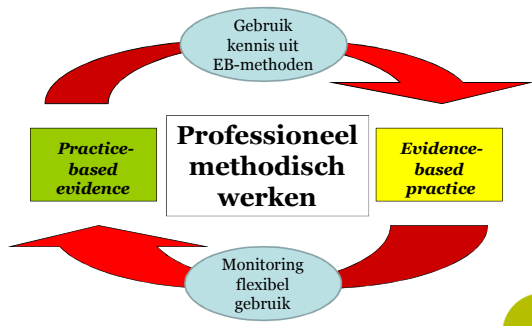 Gebruik
kennis uit
EB-methoden
Practice-
based
evidence
Professioneel
methodisch
werken
Evidence-
based
practice
Monitoring
flexibel
gebruik